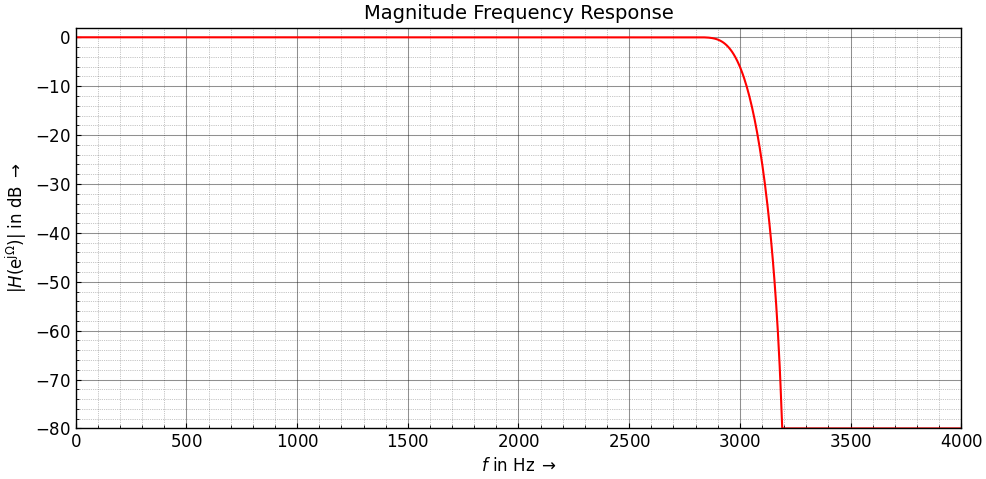 Magnitude Frequency Response
0
−10
−20
−30
−40
−50
−60
−70
−80
|H(e^{jΩ})| in dB →
0 500 1000 1500 2000 2500 3000 3500 4000
f in Hz →